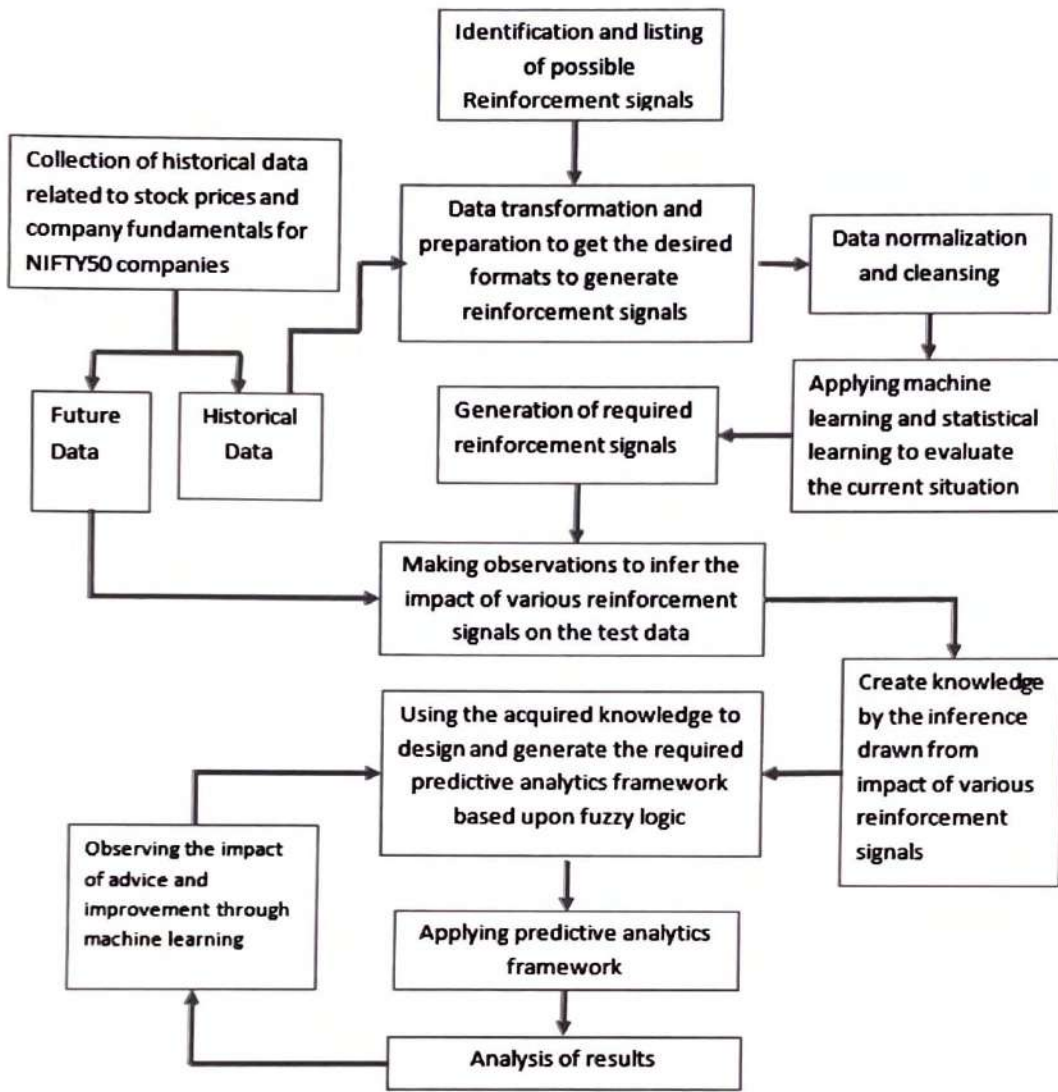 Identification and listing
of possible
Reinforcement signals
Collection of historical data
related to stock prices and
company fundamentals for
NIFTY50 companies
Data transformation and
preparation to get the desired
formats to generate
reinforcement signals
Data normalization
and cleansing
Future
Data
Historical
Data
Generation of required
reinforcement signals
Applying machine
learning and statistical
learning to evaluate
the current situation
Making observations to infer the
impact of various reinforcement
signals on the test data
Create knowledge
by the inference
drawn from
impact of various
reinforcement
signals
Using the acquired knowledge to
design and generate the required
predictive analytics framework
based upon fuzzy logic
Observing the impact
of advice and
improvement through
machine learning
Applying predictive analytics
framework
Analysis of results